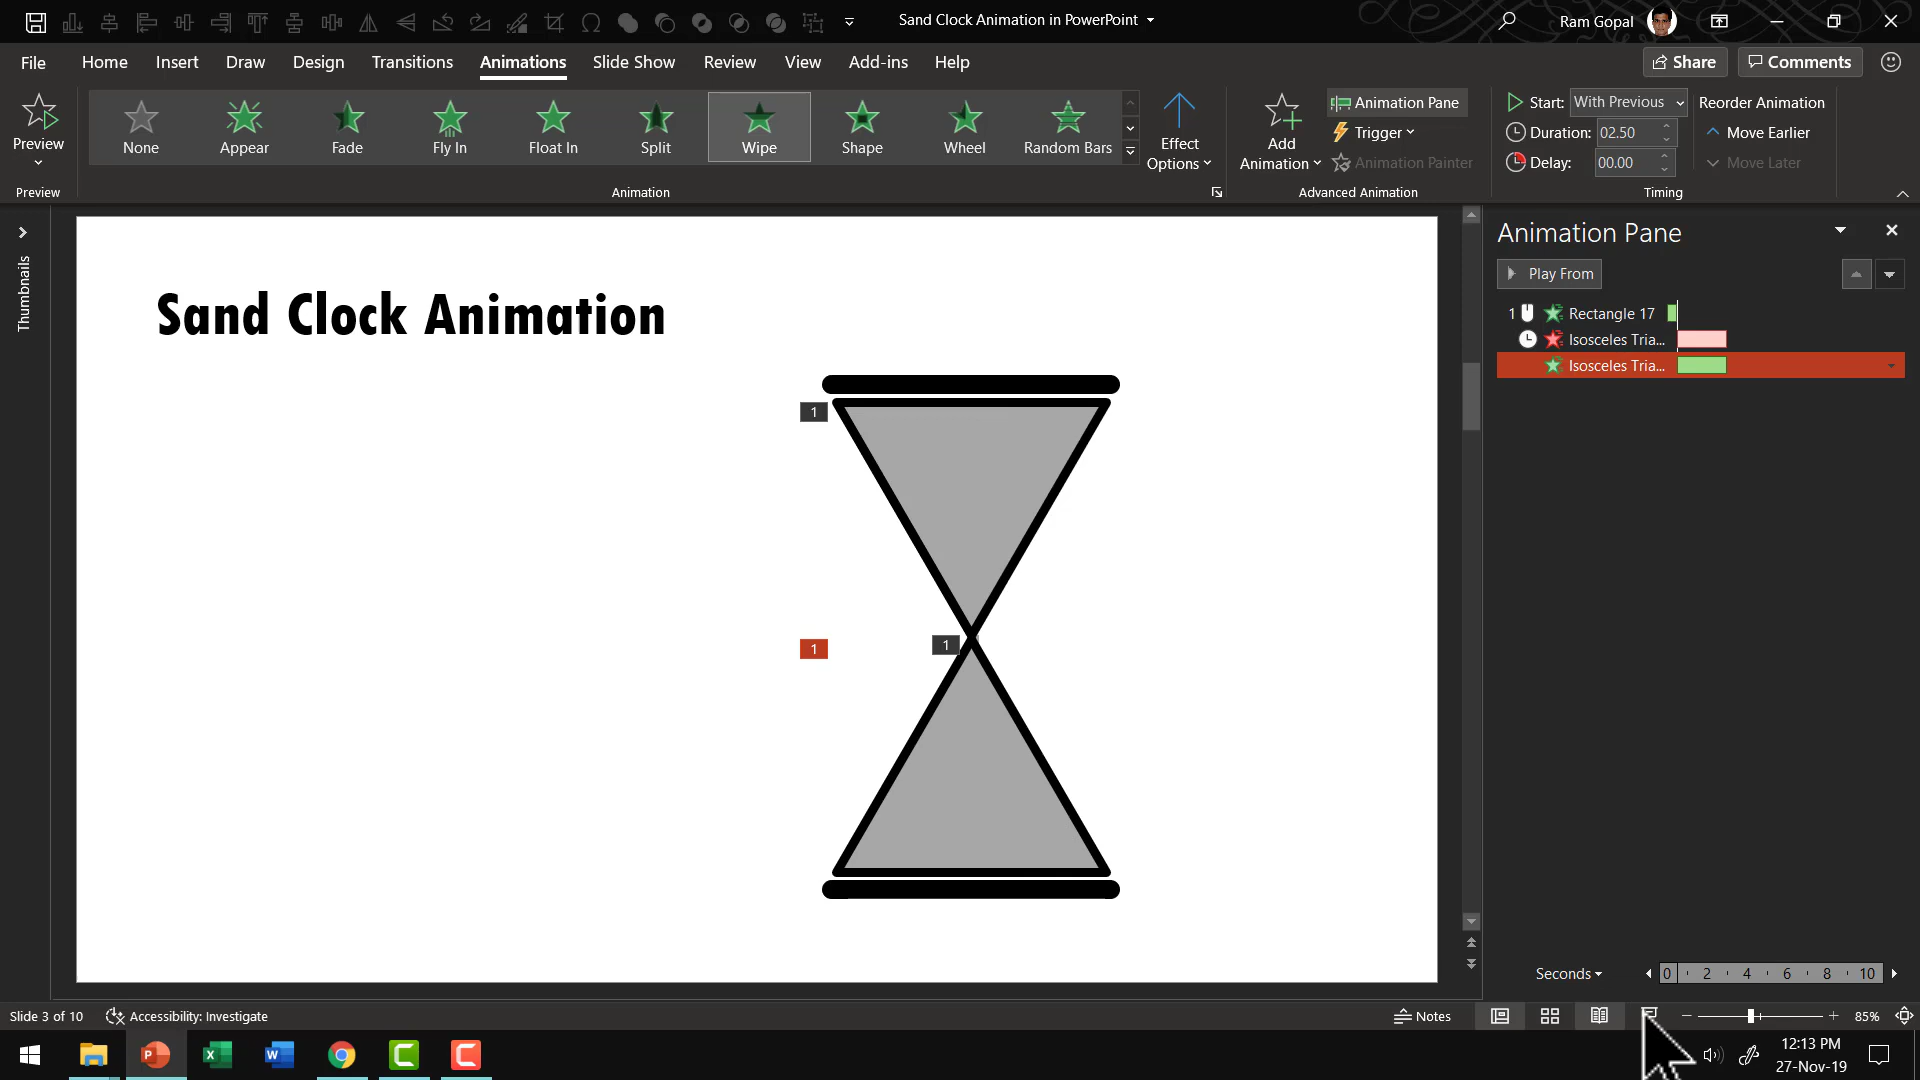 Sand Clock Animation in PowerPoint
Ram Gopal
File Home Insert Draw Design Transitions Animations Slide Show Review View Add-ins Help
Share
Comments
Preview
None
Appear
Fade
Fly In
Float In
Split
Wipe
Shape
Wheel
Random Bars
Effect
Options
Add
Animation
Animation Pane
Trigger
Animation Painter
Start: With Previous
Duration: 02.50
Delay: 00.00
Reorder Animation
Move Earlier
Move Later
Preview
Animation
Advanced Animation
Timing
Thumbnails
Sand Clock Animation
1
1
1
Animation Pane
Play From
1 Rectangle 17
Isosceles Tria...
Isosceles Tria...
Seconds
0 2 4 6 8 10
Slide 3 of 10
Accessibility: Investigate
Notes
85%
12:13 PM
27-Nov-19